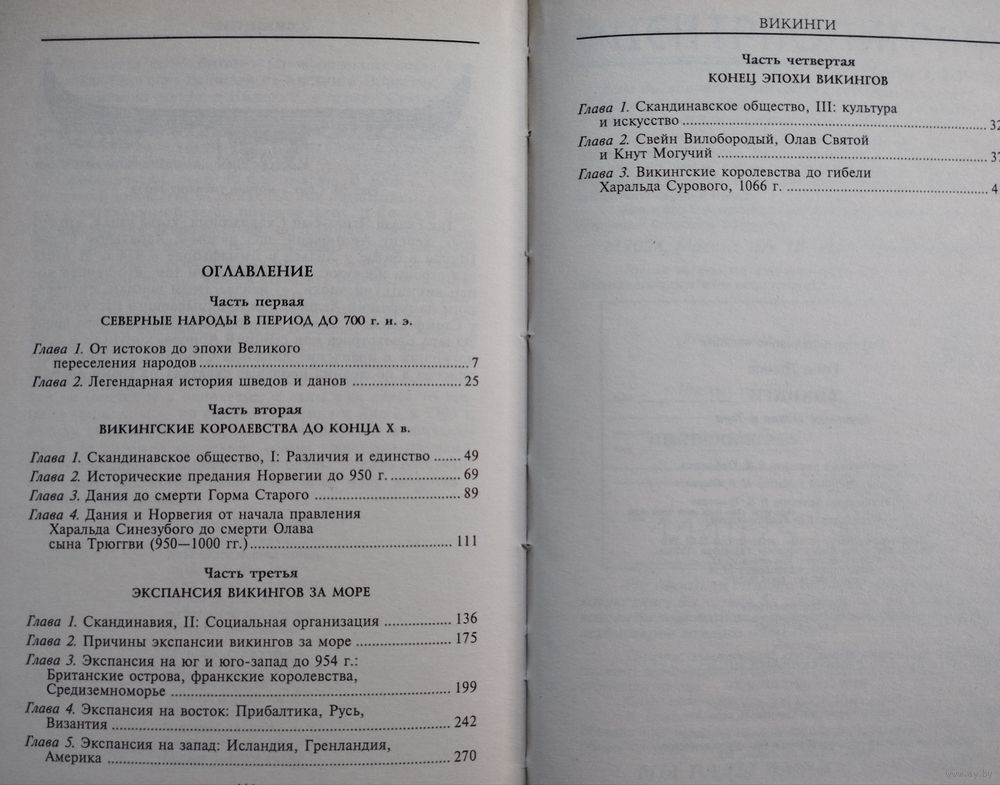 ОГЛАВЛЕНИЕ
Часть первая
СЕВЕРНЫЕ НАРОДЫ В ПЕРИОД ДО 700 г. н. э.
Глава 1. От истоков до эпохи Великого
переселения народов ........ 7
Глава 2. Легендарная история шведов и данов ........ 25
Часть вторая
ВИКИНГСКИЕ КОРОЛЕВСТВА ДО КОНЦА X в.
Глава 1. Скандинавское общество, I: Различия и единство ........ 49
Глава 2. Исторические предания Норвегии до 950 г. ........ 69
Глава 3. Дания до смерти Горма Старого ........ 89
Глава 4. Дания и Норвегия от начала правления
Харальда Синезубого до смерти Олава
сына Трюггви (950—1000 гг.) ........ 111
Часть третья
ЭКСПАНСИЯ ВИКИНГОВ ЗА МОРЕ
Глава 1. Скандинавия, II: Социальная организация ........ 136
Глава 2. Причины экспансии викингов за море ........ 175
Глава 3. Экспансия на юг и юго-запад до 954 г.:
Британские острова, франкские королевства,
Средиземноморье ........ 199
Глава 4. Экспансия на восток: Прибалтика, Русь,
Византия ........ 242
Глава 5. Экспансия на запад: Исландия, Гренландия,
Америка ........ 270
ВИКИНГИ
Часть четвертая
КОНЕЦ ЭПОХИ ВИКИНГОВ
Глава 1. Скандинавское общество, III: культура
и искусство ........ 32
Глава 2. Свейн Вилобородый, Олав Святой
и Кнут Могучий ........ 37
Глава 3. Викингские королевства до гибели
Харальда Сурового, 1066 г. ........ 4
www.ay.by